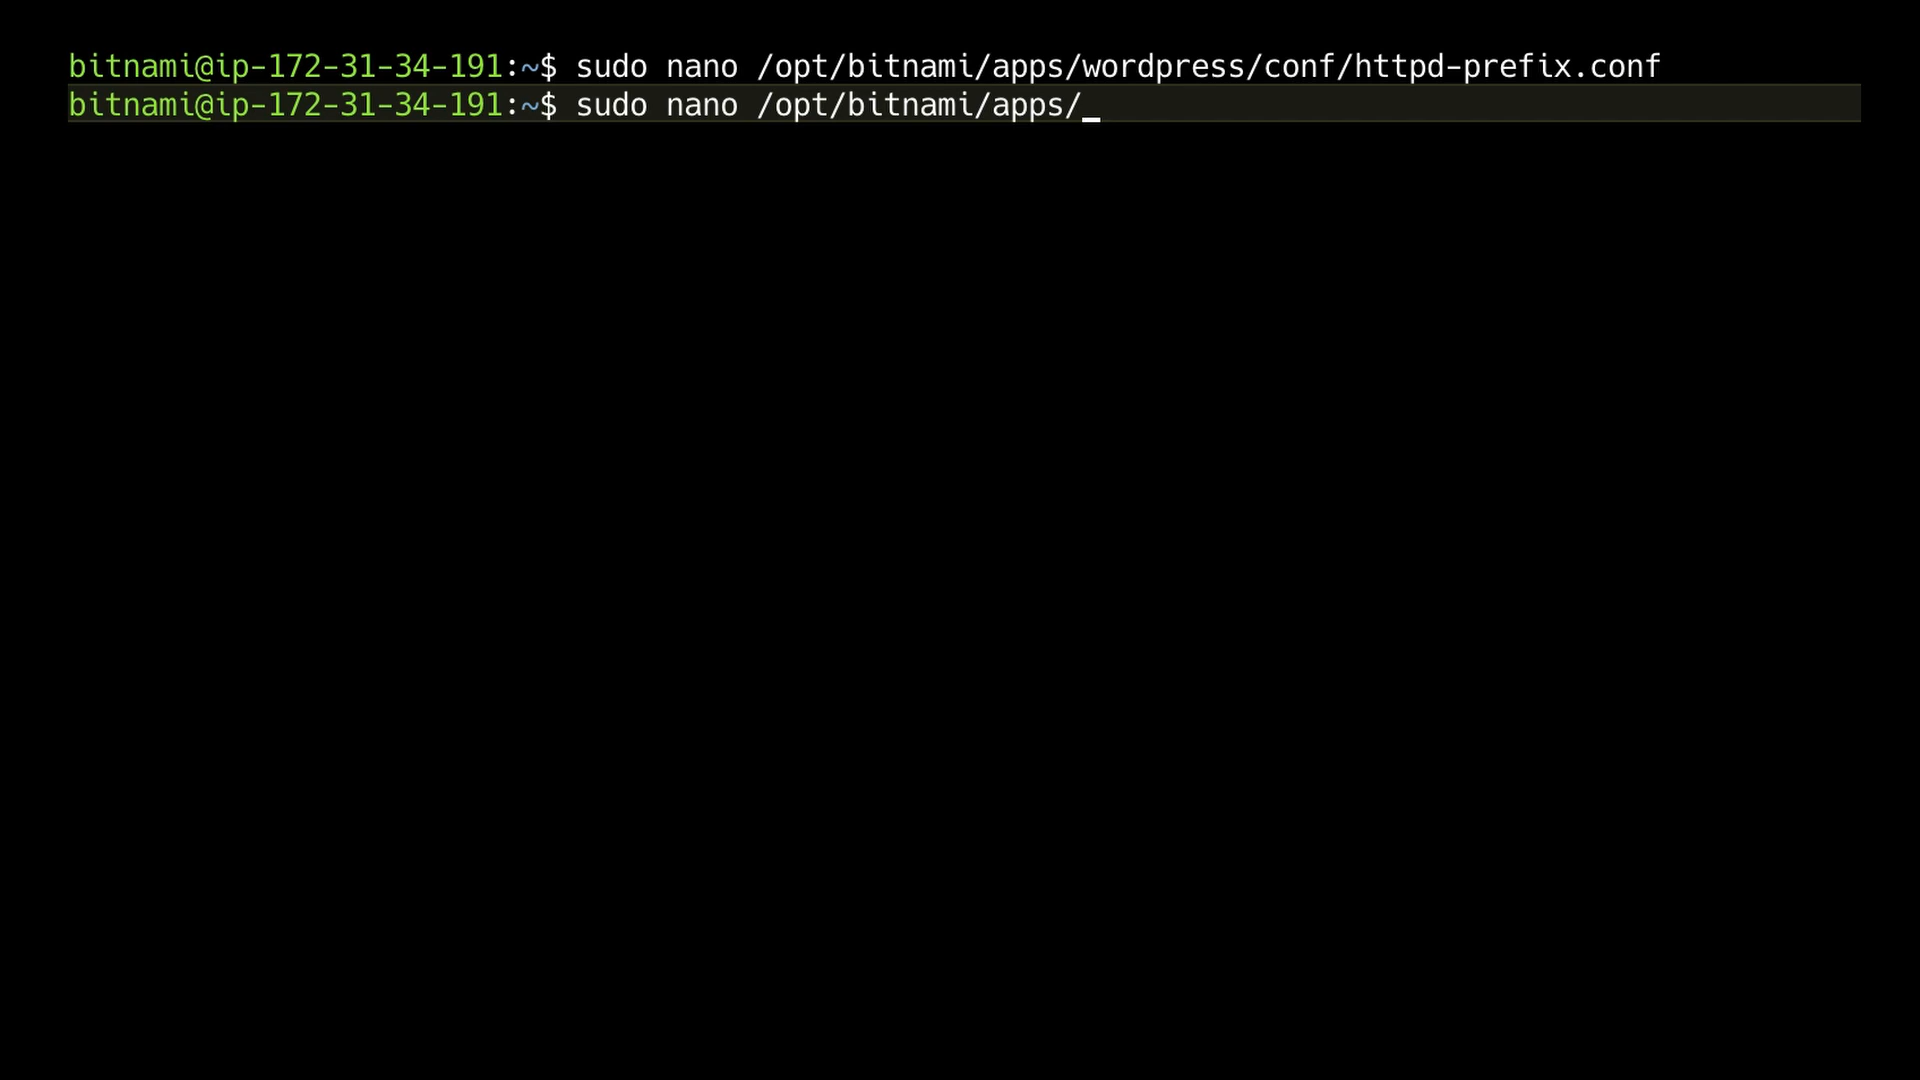 bitnami@ip-172-31-34-191:~$ sudo nano /opt/bitnami/apps/wordpress/conf/httpd-prefix.conf
bitnami@ip-172-31-34-191:~$ sudo nano /opt/bitnami/apps/